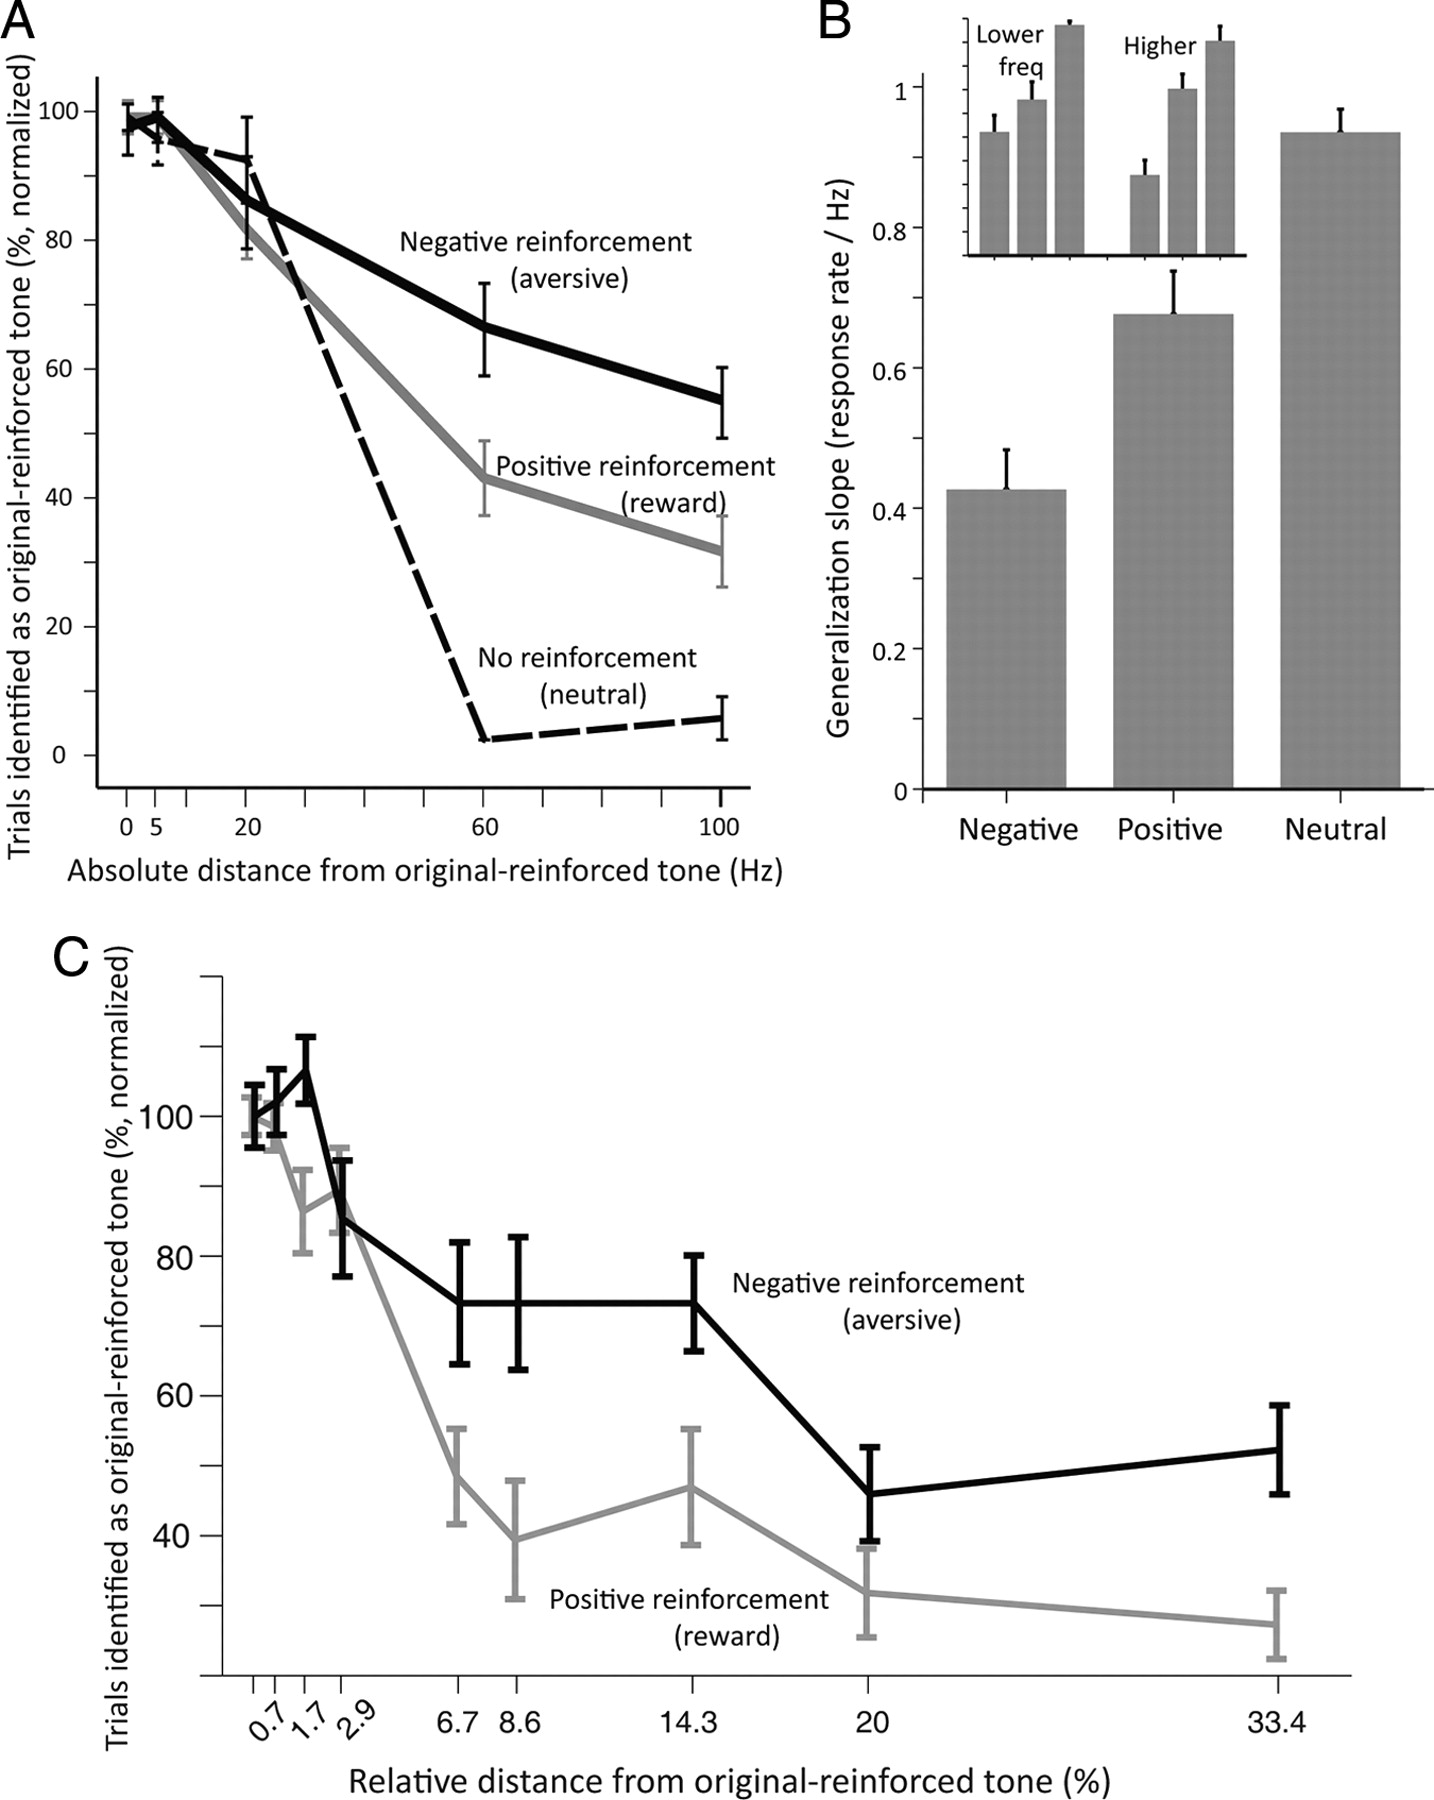 A
Trials identified as original-reinforced tone (%, normalized)
100
80
60
40
20
0
Negative reinforcement
(aversive)
Positive reinforcement
(reward)
No reinforcement
(neutral)
0 5 20 60 100
Absolute distance from original-reinforced tone (Hz)
B
Generalization slope (response rate / Hz)
1
0.8
0.6
0.4
0.2
0
Lower
freq
Higher
Negative Positive Neutral
C
Trials identified as original-reinforced tone (%, normalized)
100
80
60
40
Negative reinforcement
(aversive)
Positive reinforcement
(reward)
0.7 1.7 2.9 6.7 8.6 14.3 20 33.4
Relative distance from original-reinforced tone (%)